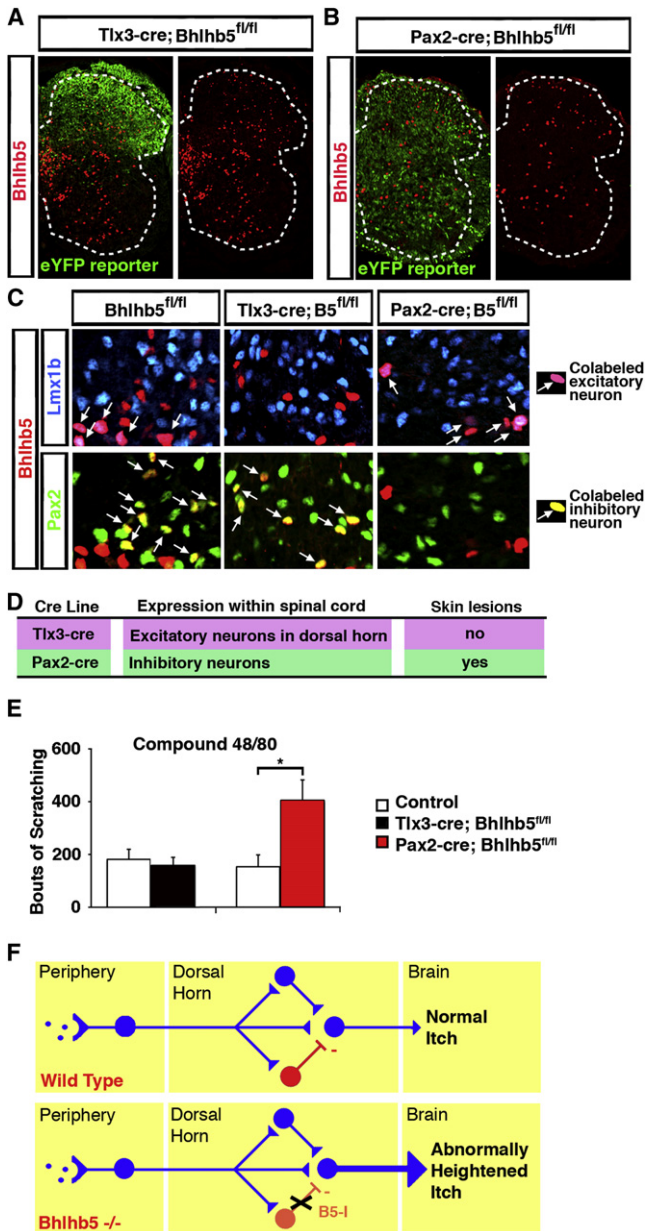 A
Tlx3-cre; Bhlhb5fl/fl
Bhlhb5
eYFP reporter
B
Pax2-cre; Bhlhb5fl/fl
Bhlhb5
eYFP reporter
C
Bhlhb5fl/fl
Tlx3-cre; B5fl/fl
Pax2-cre; B5fl/fl
Bhlhb5
Lmx1b
Pax2
Colabeled
excitatory
neuron
Colabeled
inhibitory
neuron
D
Cre Line Expression within spinal cord Skin lesions
Tlx3-cre Excitatory neurons in dorsal horn no
Pax2-cre Inhibitory neurons yes
E
Compound 48/80
Bouts of Scratching
600
400
200
0
*
Control
Tlx3-cre; Bhlhb5fl/fl
Pax2-cre; Bhlhb5fl/fl
F
Periphery
Dorsal
Horn
Brain
Normal
Itch
-
Wild Type
Periphery
Dorsal
Horn
Brain
Abnormally
Heightened
Itch
-
B5-I
Bhlhb5 -/-